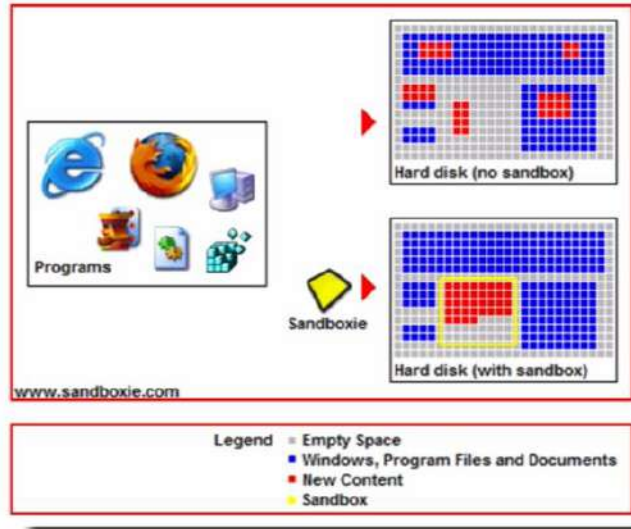 Hard disk (no sandbox)
Programs
Sandboxie
Hard disk (with sandbox)
www.sandboxie.com
Legend
Empty Space
Windows, Program Files and Documents
New Content
Sandbox